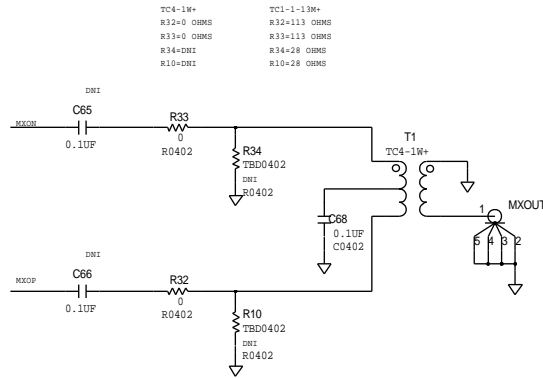 TC4-1W+ TC1-1-13M+
R32=0 OHMS R32=113 OHMS
R33=0 OHMS R33=113 OHMS
R34=DNI R34=28 OHMS
R10=DNI R10=28 OHMS
DNI
C65
MXON
0.1UF
R33
0
R0402
R34
TBD0402
DNI
R0402
T1
TC4-1W+
C68
0.1UF
C0402
1
MXOUT
5 4 3 2
DNI
C66
MXOP
0.1UF
R32
0
R0402
R10
TBD0402
DNI
R0402